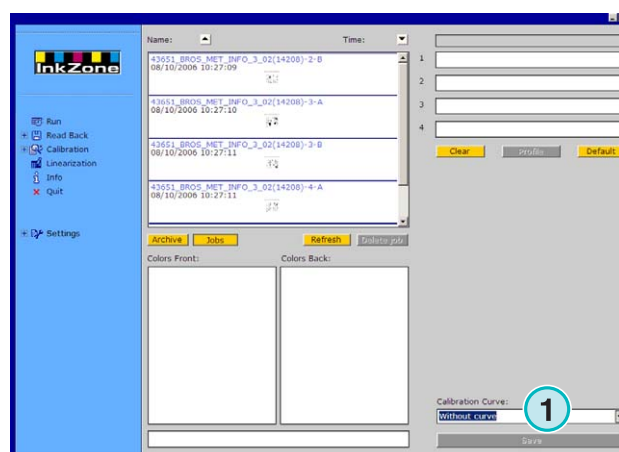 InkZone
Run
Read Back
Calibration
Linearization
Info
Quit
Settings
Name:
Time:
43651_BROS_MET_INFO_3_02(14208)-2-B
08/10/2006 10:27:09
43651_BROS_MET_INFO_3_02(14208)-3-A
08/10/2006 10:27:10
43651_BROS_MET_INFO_3_02(14208)-3-B
08/10/2006 10:27:11
43651_BROS_MET_INFO_3_02(14208)-4-A
08/10/2006 10:27:11
Archive
Jobs
Refresh
Delete job
Colors Front:
Colors Back:
1
2
3
4
Clear
Profile
Default
Calibration Curve:
Without curve
1
Save